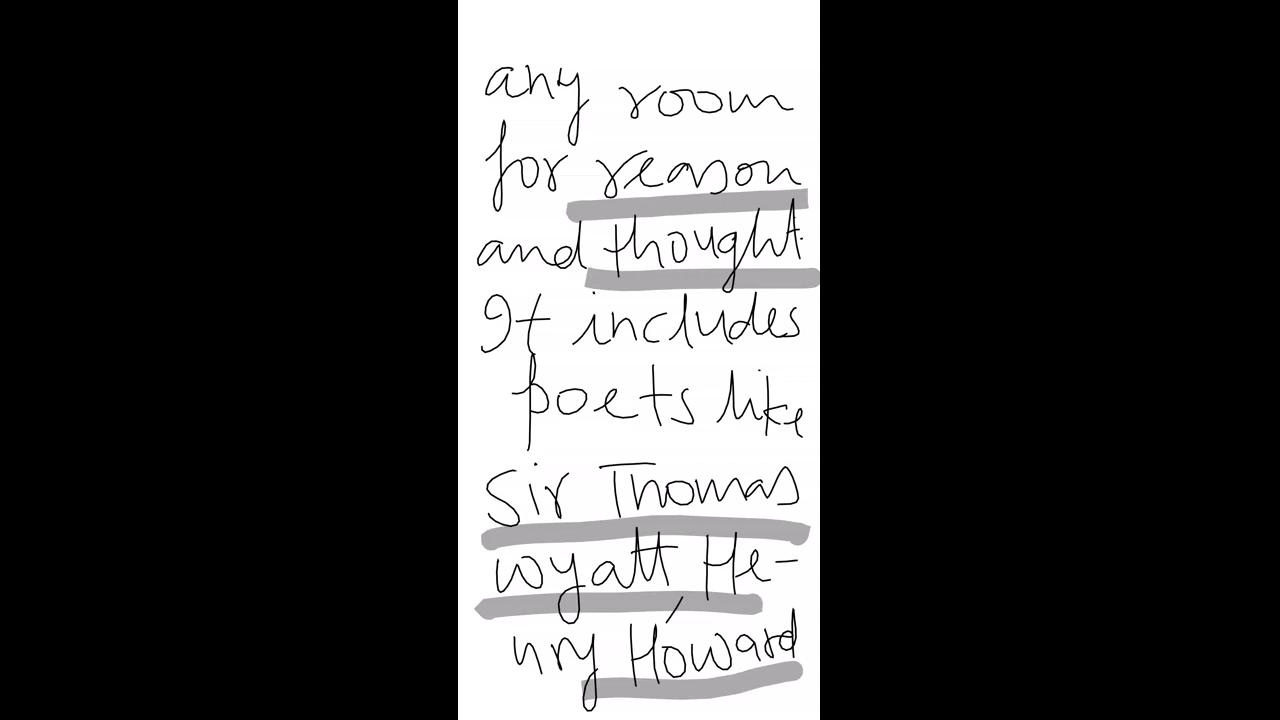 any room
for reason
and thought.
It includes
poets like
Sir Thomas
wyatt He-
nry Howard